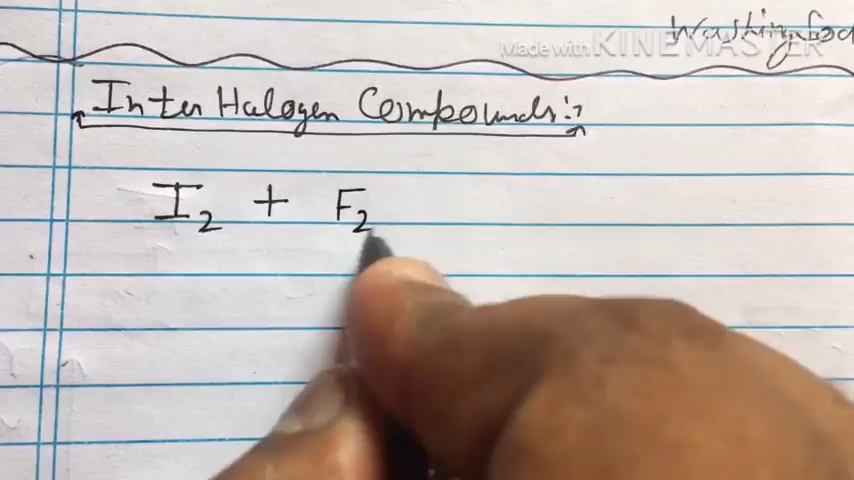 Made with KINEMASTER
Inter Halogen Compounds:
I₂ + F₂